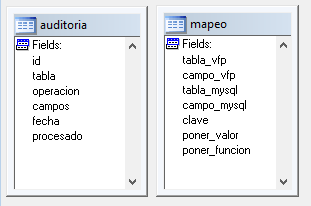 auditoria
Fields:
id
tabla
operacion
campos
fecha
procesado
mapeo
Fields:
tabla_vfp
campo_vfp
tabla_mysql
campo_mysql
clave
poner_valor
poner_funcion